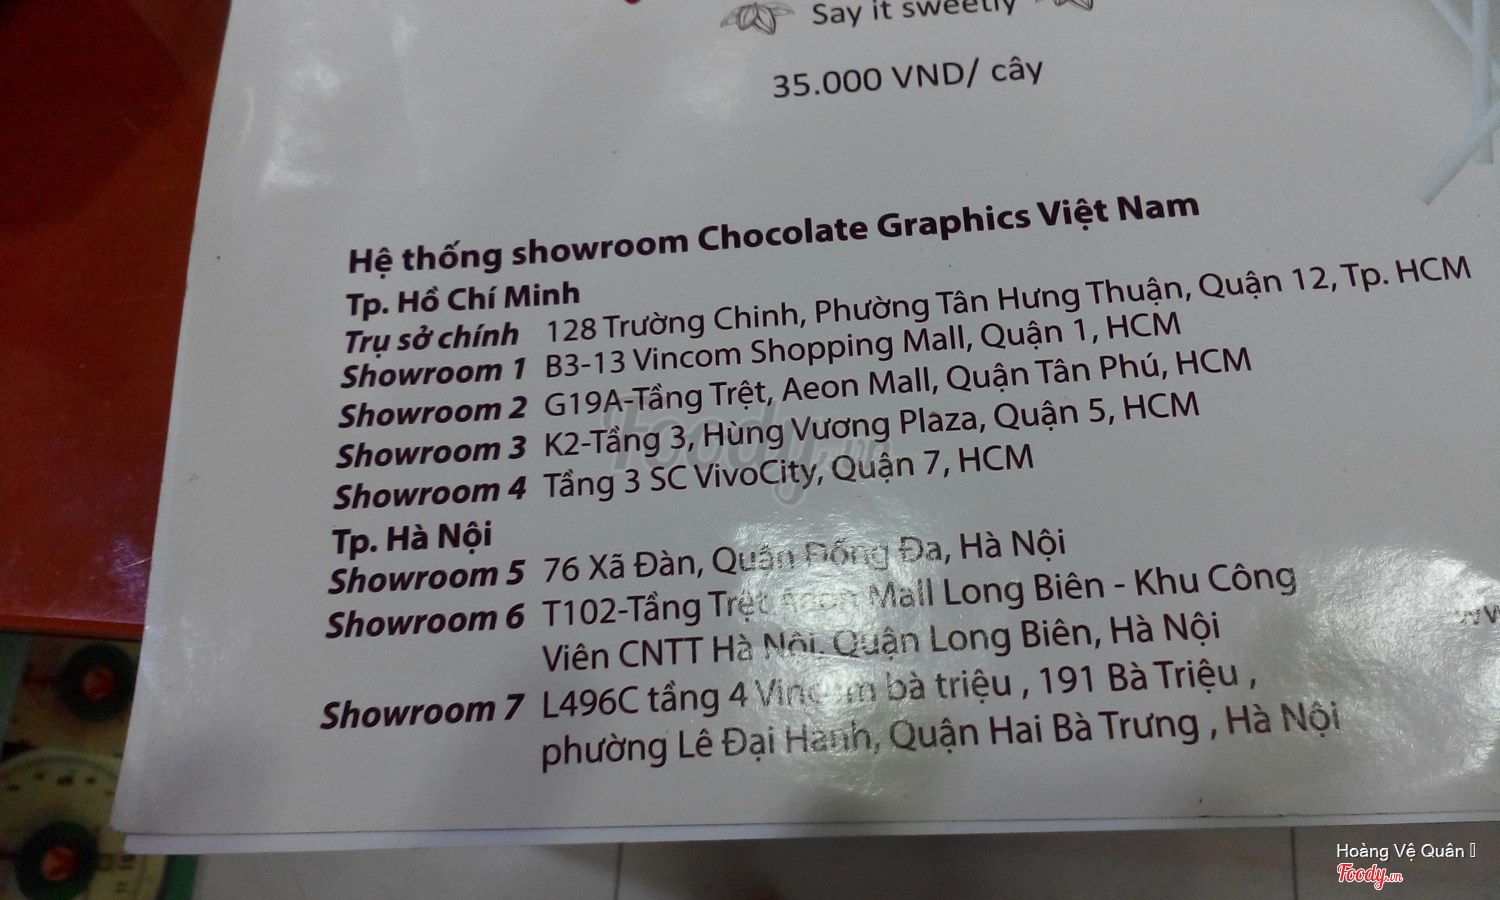 Say it sweetly
35.000 VND/ cây
Hệ thống showroom Chocolate Graphics Việt Nam
Tp. Hồ Chí Minh
Trụ sở chính 128 Trường Chinh, Phường Tân Hưng Thuận, Quận 12, Tp. HCM
Showroom 1 B3-13 Vincom Shopping Mall, Quận 1, HCM
Showroom 2 G19A-Tầng Trệt, Aeon Mall, Quận Tân Phú, HCM
Showroom 3 K2-Tầng 3, Hùng Vương Plaza, Quận 5, HCM
Showroom 4 Tầng 3 SC VivoCity, Quận 7, HCM
Tp. Hà Nội
Showroom 5 76 Xã Đàn, Quận Đống Đa, Hà Nội
Showroom 6 T102-Tầng Trệt Aeon Mall Long Biên - Khu Công
Viên CNTT Hà Nội, Quận Long Biên, Hà Nội
Showroom 7 L496C tầng 4 Vincom bà triệu , 191 Bà Triệu ,
phường Lê Đại Hành, Quận Hai Bà Trưng , Hà Nội
Foody.vn
Hoàng Vệ Quân
Foody.vn